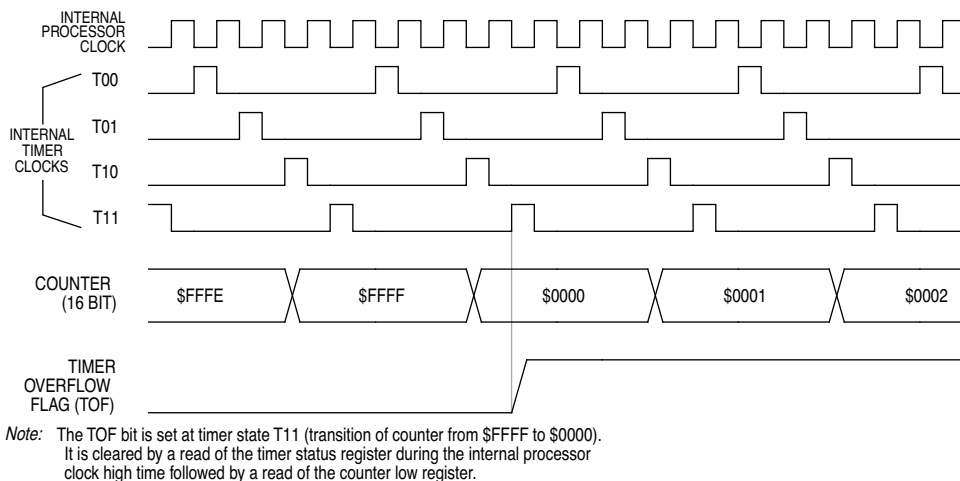 INTERNAL
PROCESSOR
CLOCK
T00
T01
INTERNAL
TIMER
CLOCKS
T10
T11
COUNTER
(16 BIT)
$FFFE
$FFFF
$0000
$0001
$0002
TIMER
OVERFLOW
FLAG (TOF)
Note: The TOF bit is set at timer state T11 (transition of counter from $FFFF to $0000).
It is cleared by a read of the timer status register during the internal processor
clock high time followed by a read of the counter low register.